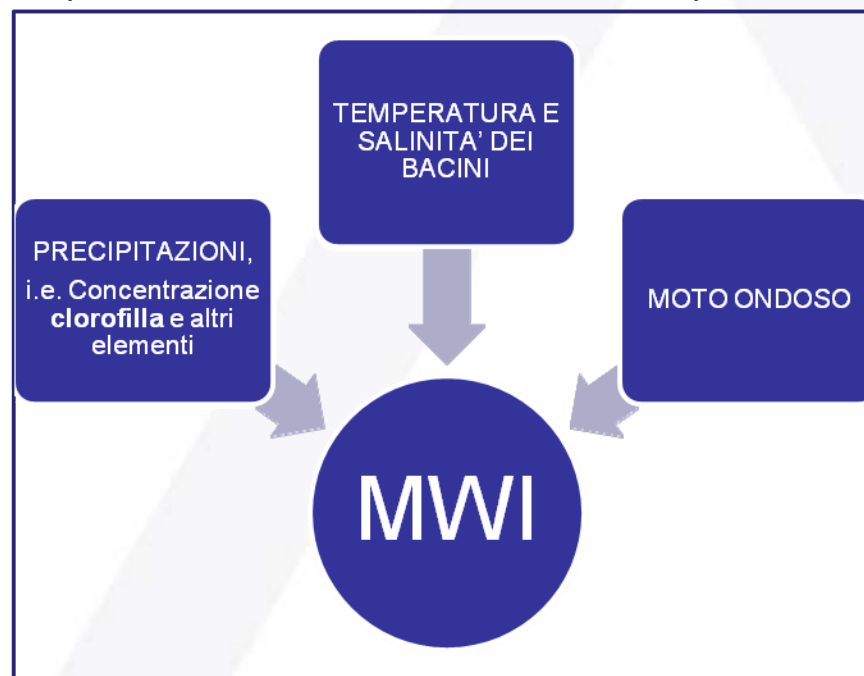 TEMPERATURA E
SALINITA' DEI
BACINI
PRECIPITAZIONI,
i.e. Concentrazione
clorofilla e altri
elementi
MOTO ONDOSO
MWI